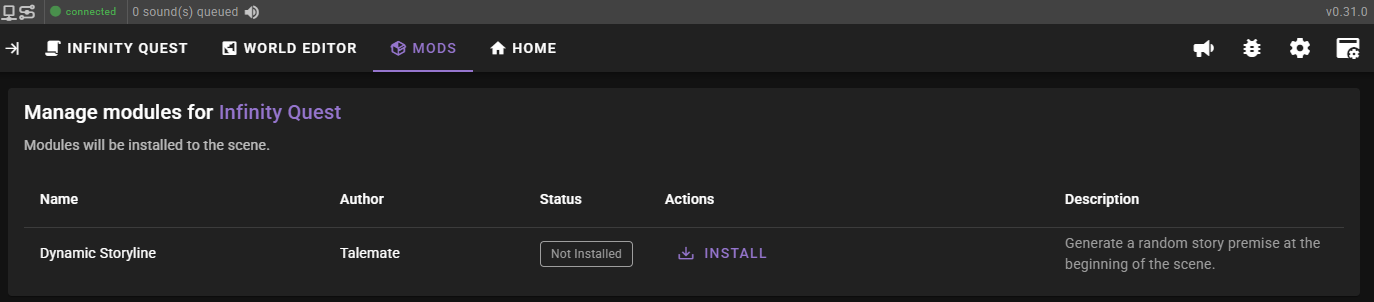 connected 0 sound(s) queued v0.31.0
INFINITY QUEST WORLD EDITOR MODS HOME
Manage modules for Infinity Quest
Modules will be installed to the scene.
Name Author Status Actions Description
Dynamic Storyline Talemate Not Installed INSTALL Generate a random story premise at the
beginning of the scene.